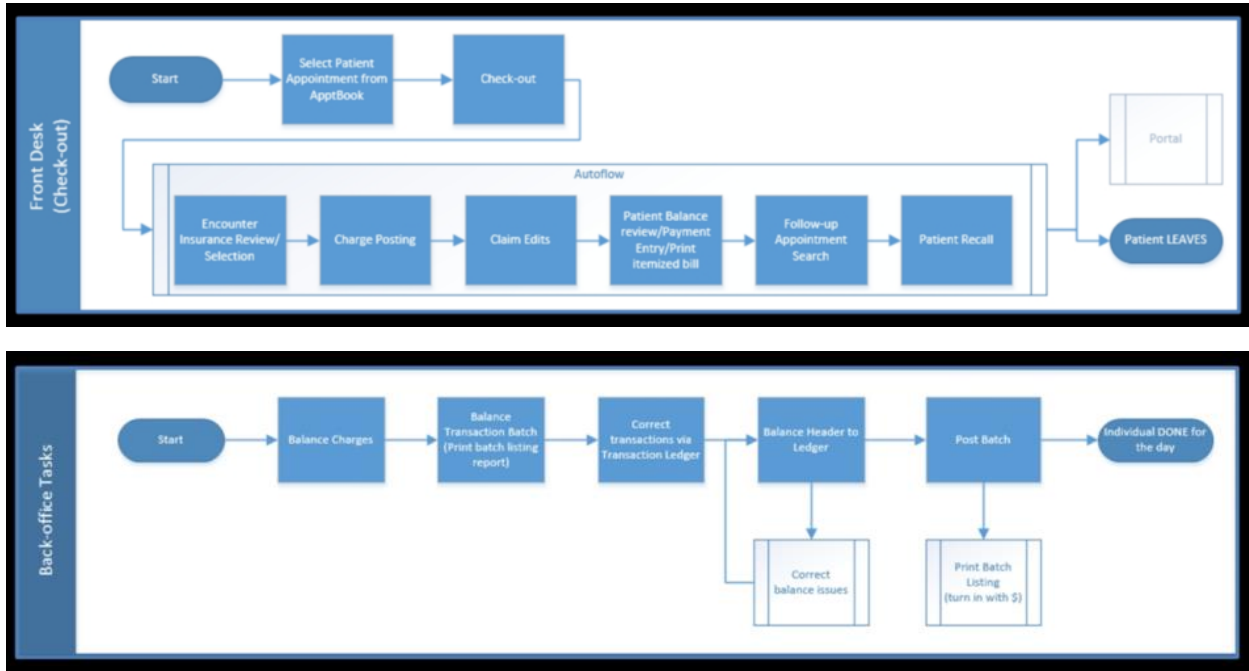 Front Desk
(Check-out)
Start
Select Patient
Appointment from
ApptBook
Check-out
Autoflow
Encounter
Insurance Review/
Selection
Charge Posting
Claim Edits
Patient Balance
review/Payment
Entry/Print
itemized bill
Follow-up
Appointment
Search
Patient Recall
Portal
Patient LEAVES
Back-office Tasks
Start
Balance Charges
Balance
Transaction Batch
(Print batch listing
report)
Correct
transactions via
Transaction Ledger
Balance Header to
Ledger
Post Batch
Individual DONE for
the day
Correct
balance issues
Print Batch
Listing
(turn in with $)